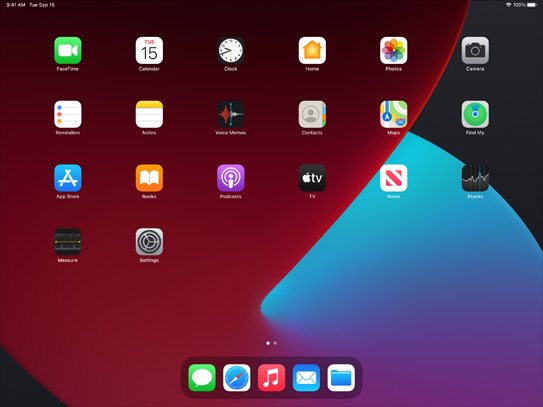 9:41 AM Tue Sep 15
100%
TUE
15
FaceTime
Calendar
Clock
Home
Photos
Camera
Reminders
Notes
Voice Memos
Contacts
Maps
Find My
tv
App Store
Books
Podcasts
TV
News
Stocks
Measure
Settings